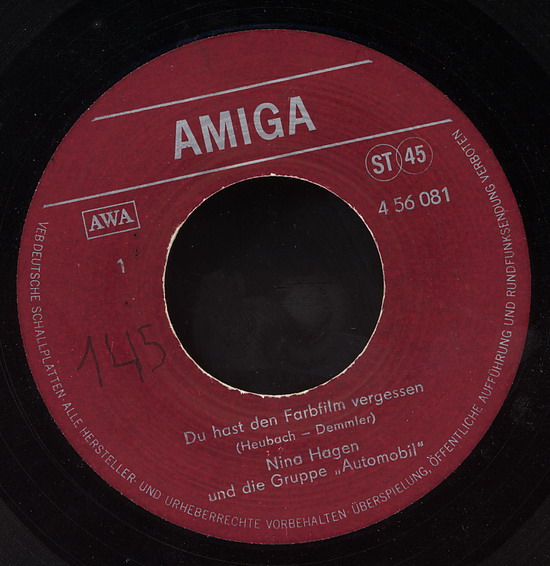 AMIGA
ST 45
AWA
4 56 081
1
145
Du hast den Farbfilm vergessen
(Heubach – Demmler)
Nina Hagen
und die Gruppe „Automobil“
VEB DEUTSCHE SCHALLPLATTEN · ALLE HERSTELLER- UND URHEBERRECHTE VORBEHALTEN · ÜBERSPIELUNG, ÖFFENTLICHE AUFFÜHRUNG UND RUNDFUNKSENDUNG VERBOTEN